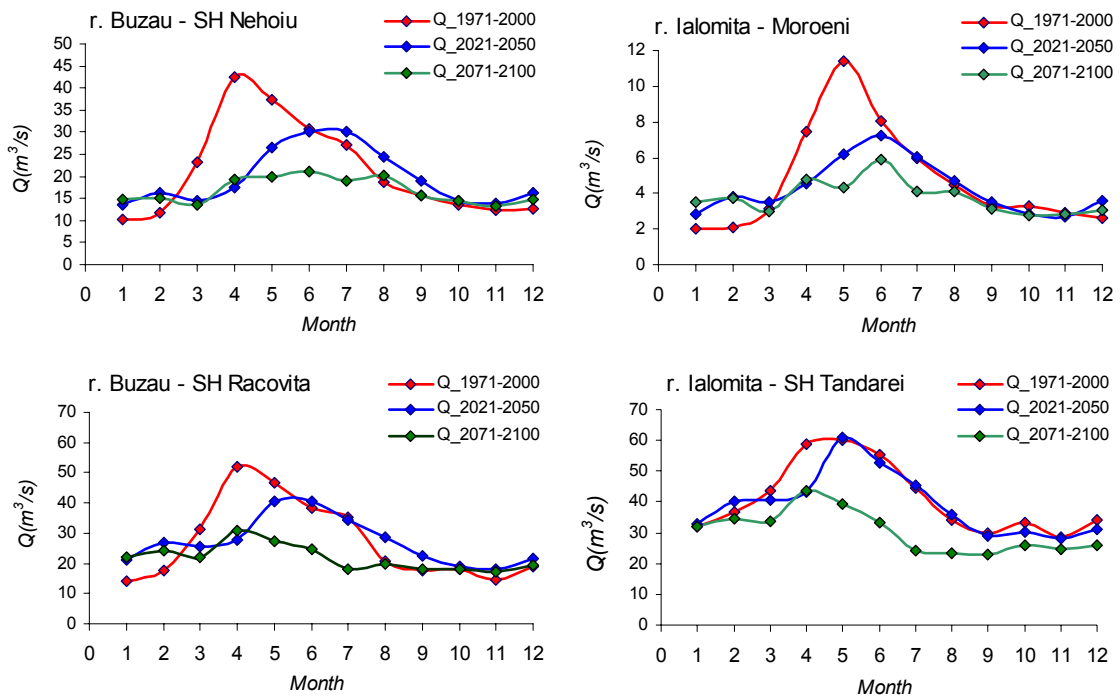 r. Buzau - SH Nehoiu
Q_1971-2000
Q_2021-2050
Q_2071-2100
Q(m³/s)
50
45
40
35
30
25
20
15
10
5
0
0 1 2 3 4 5 6 7 8 9 10 11 12
Month
r. Ialomita - Moroeni
Q_1971-2000
Q_2021-2050
Q_2071-2100
Q(m³/s)
12
10
8
6
4
2
0
0 1 2 3 4 5 6 7 8 9 10 11 12
Month
r. Buzau - SH Racovita
Q_1971-2000
Q_2021-2050
Q_2071-2100
Q(m³/s)
70
60
50
40
30
20
10
0
0 1 2 3 4 5 6 7 8 9 10 11 12
Month
r. Ialomita - SH Tandarei
Q_1971-2000
Q_2021-2050
Q_2071-2100
Q(m³/s)
70
60
50
40
30
20
10
0
0 1 2 3 4 5 6 7 8 9 10 11 12
Month